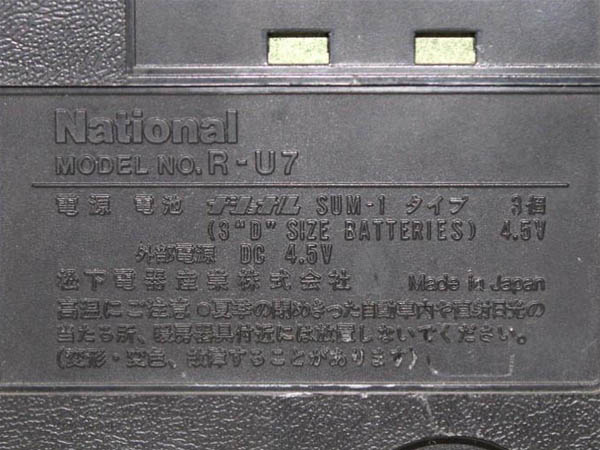 National
MODEL NO. R-U7
電源 電池 ナショナル SUM-1 タイプ 3個
(3"D" SIZE BATTERIES) 4.5V
外部電源 DC 4.5V
松下電器産業株式会社 Made in Japan
高温にご注意 ○夏季の閉めきった自動車内や直射日光の
当たる所、暖房器具付近には放置しないでください。
(変形・変色、故障することがあります)